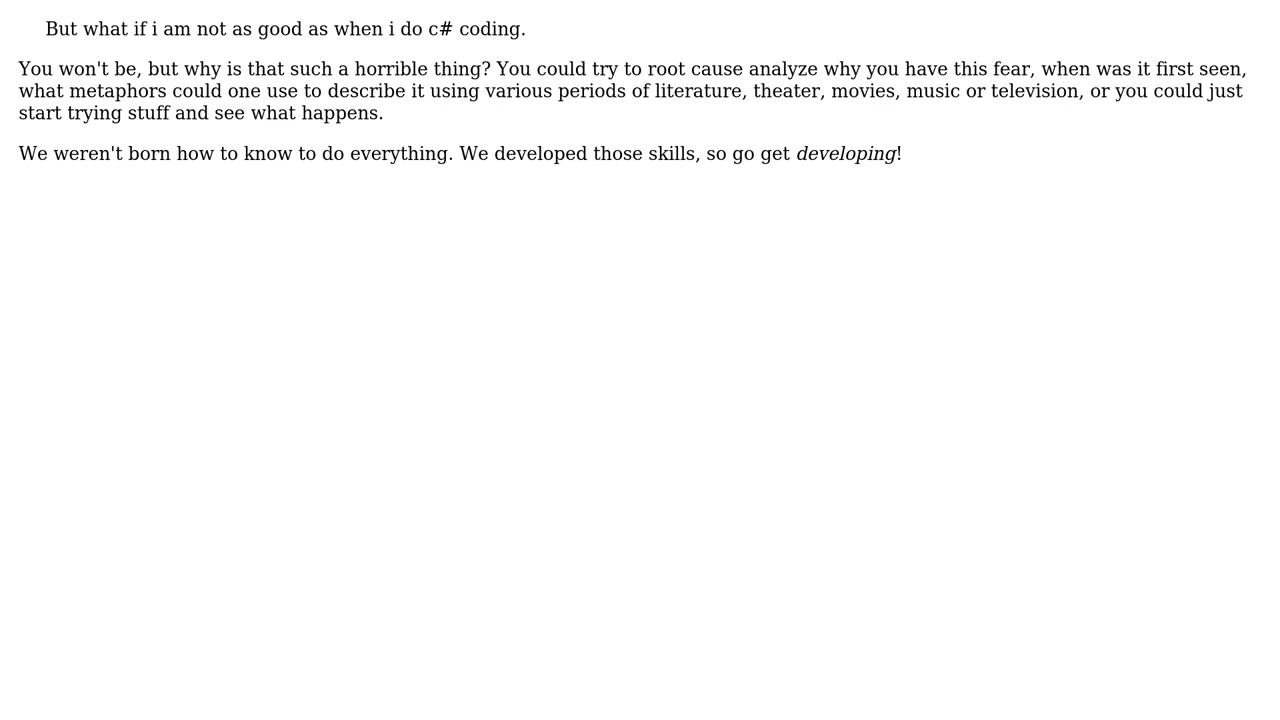 But what if i am not as good as when i do c# coding.
You won't be, but why is that such a horrible thing? You could try to root cause analyze why you have this fear, when was it first seen,
what metaphors could one use to describe it using various periods of literature, theater, movies, music or television, or you could just
start trying stuff and see what happens.
We weren't born how to know to do everything. We developed those skills, so go get developing!